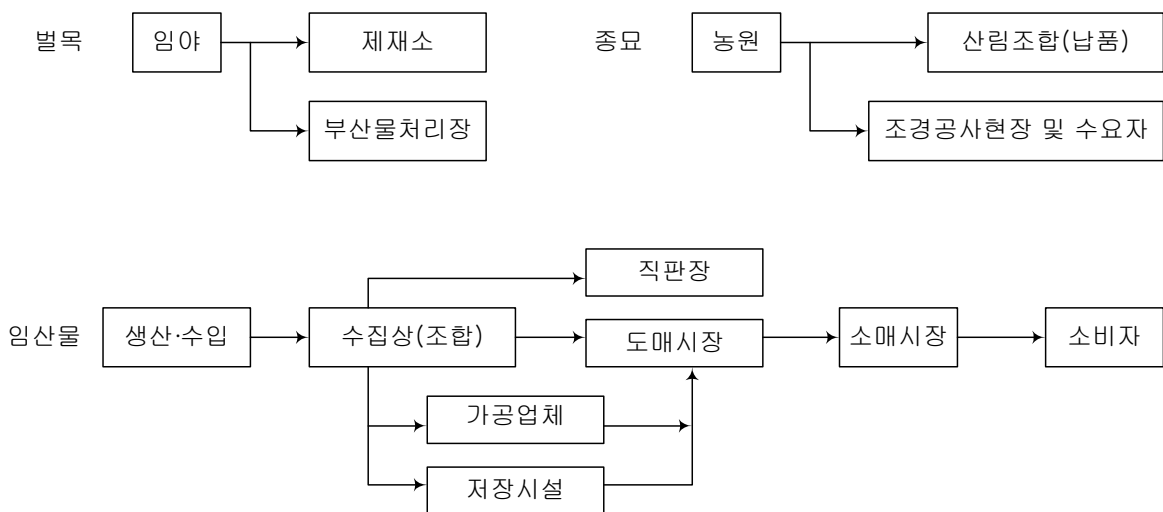 벌목
임야
제재소
부산물처리장
종묘
농원
산림조합(납품)
조경공사현장 및 수요자
임산물
생산·수입
수집상(조합)
직판장
도매시장
소매시장
소비자
가공업체
저장시설